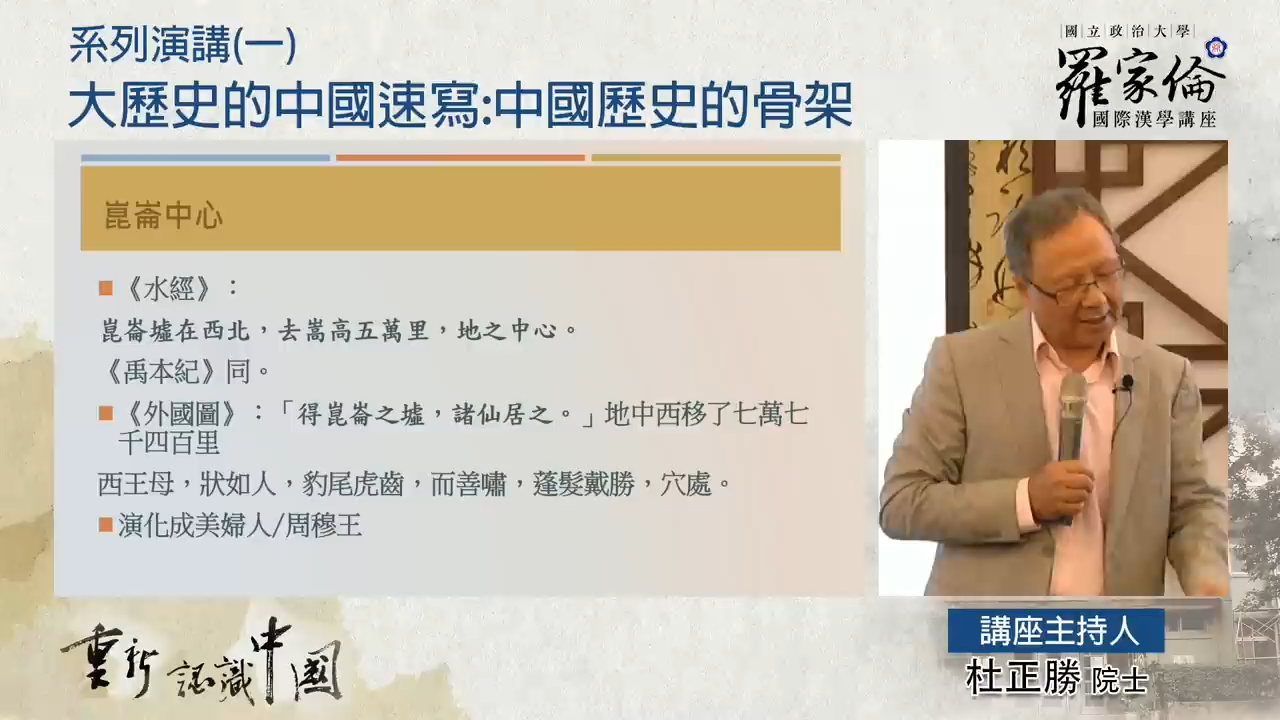 系列演講(一)
大歷史的中國速寫:中國歷史的骨架
國立政治大學
羅家倫
國際漢學講座
崑崙中心
《水經》：
崑崙墟在西北，去嵩高五萬里，地之中心。
《禹本紀》同。
《外國圖》：「得崑崙之墟，諸仙居之。」地中西移了七萬七
千四百里
西王母，狀如人，豹尾虎齒，而善嘯，蓬髮戴勝，穴處。
演化成美婦人/周穆王
重新認識中國
講座主持人
杜正勝 院士